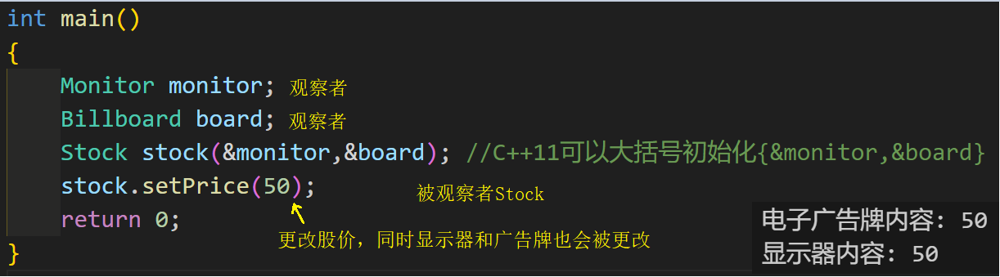 int main()
{
Monitor monitor; 观察者
Billboard board; 观察者
Stock stock(&monitor,&board); //C++11可以大括号初始化{&monitor,&board}
stock.setPrice(50);
被观察者Stock
return 0;
更改股价，同时显示器和广告牌也会被更改
}
电子广告牌内容: 50
显示器内容: 50